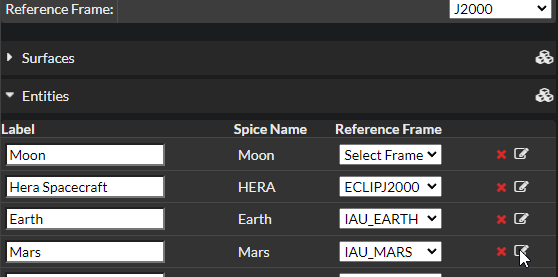 Reference Frame: J2000
Surfaces
Entities
Label Spice Name Reference Frame
Moon Moon Select Frame
Hera Spacecraft HERA ECLIPJ2000
Earth Earth IAU_EARTH
Mars Mars IAU_MARS